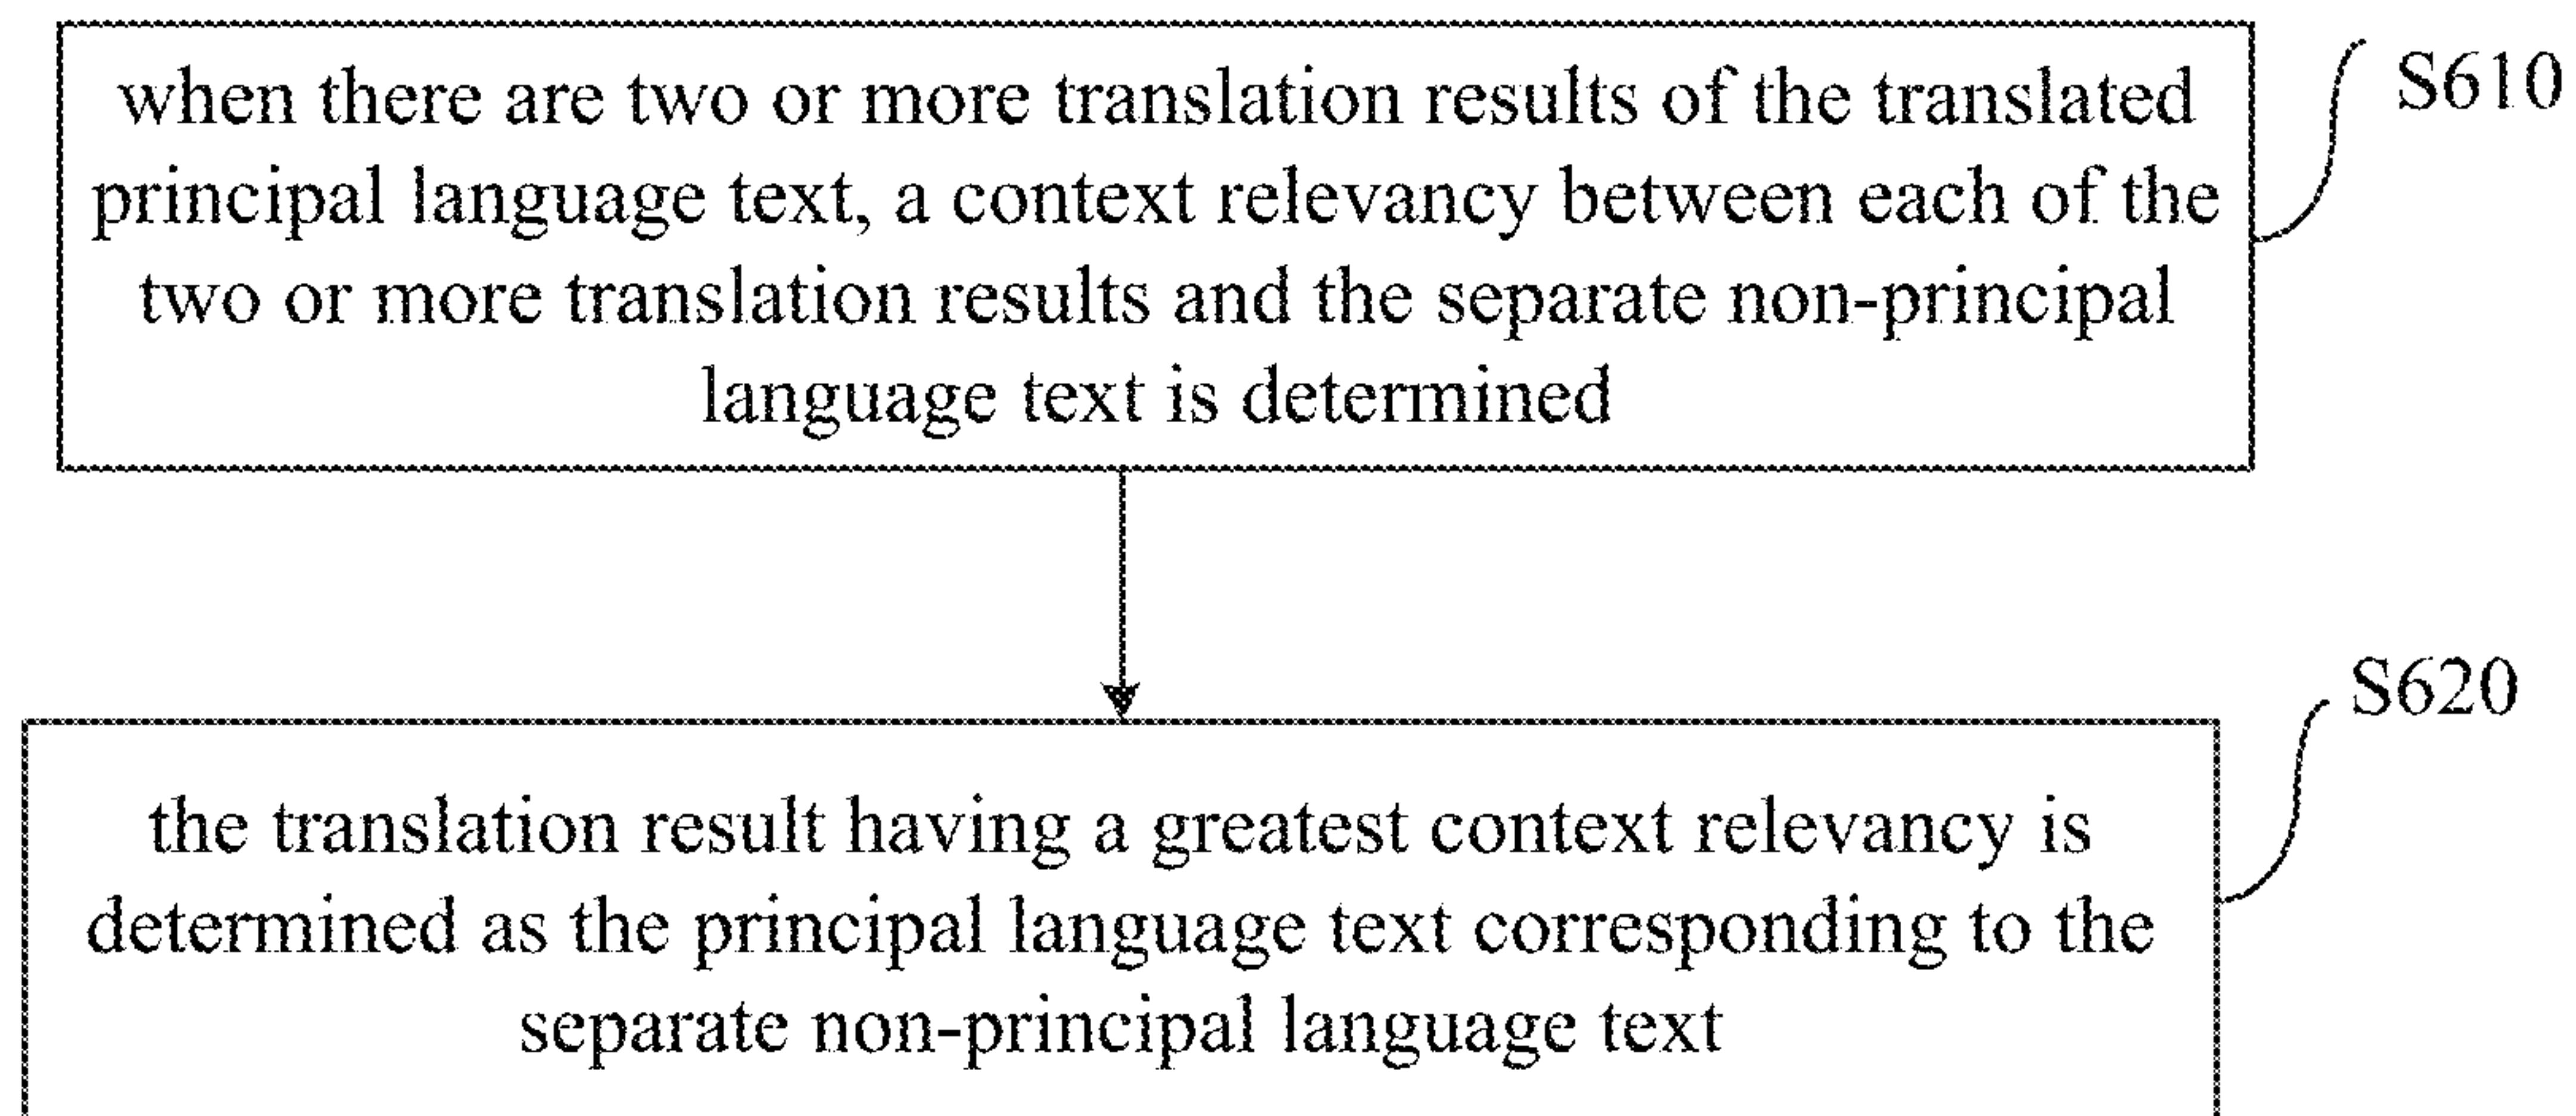 when there are two or more translation results of the translated
principal language text, a context relevancy between each of the
two or more translation results and the separate non-principal
language text is determined
S610
S620
the translation result having a greatest context relevancy is
determined as the principal language text corresponding to the
separate non-principal language text